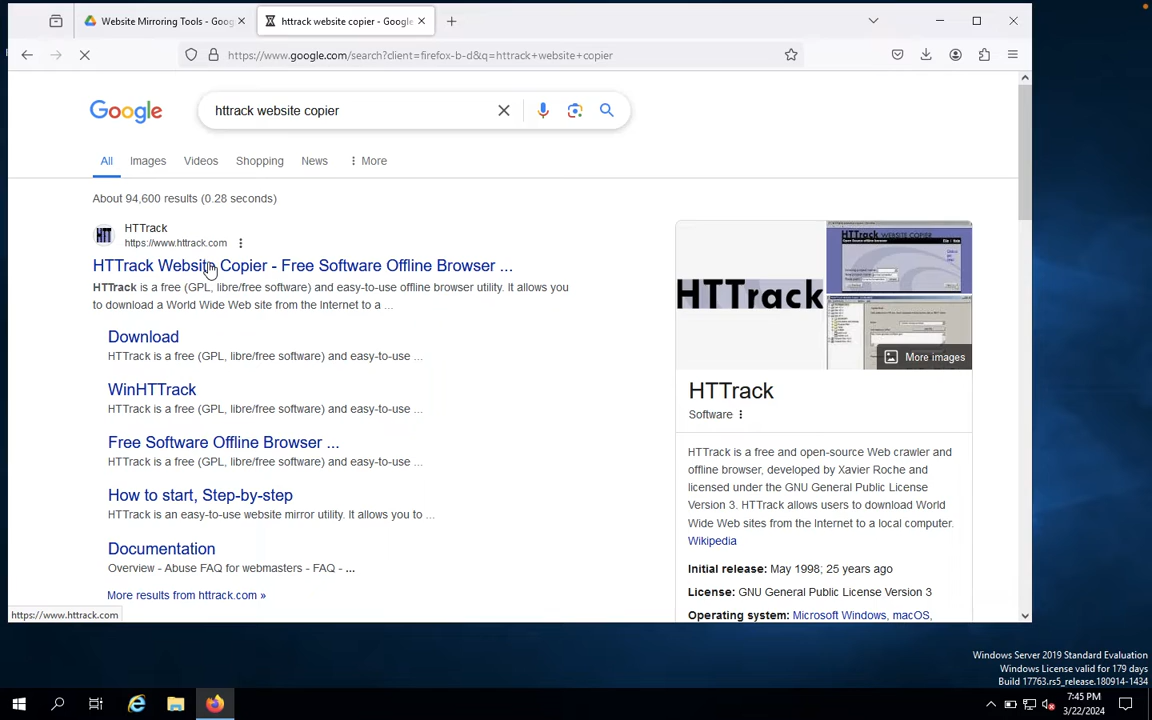 Website Mirroring Tools - Goog
httrack website copier - Google
https://www.google.com/search?client=firefox-b-d&q=httrack+website+copier
Google
httrack website copier
All
Images
Videos
Shopping
News
More
About 94,600 results (0.28 seconds)
HTTrack
https://www.httrack.com
HTTrack Website Copier - Free Software Offline Browser ...
HTTrack is a free (GPL, libre/free software) and easy-to-use offline browser utility. It allows you
to download a World Wide Web site from the Internet to a ...
Download
HTTrack is a free (GPL, libre/free software) and easy-to-use ...
WinHTTrack
HTTrack is a free (GPL, libre/free software) and easy-to-use ...
Free Software Offline Browser ...
HTTrack is a free (GPL, libre/free software) and easy-to-use ...
How to start, Step-by-step
HTTrack is an easy-to-use website mirror utility. It allows you to ...
Documentation
Overview - Abuse FAQ for webmasters - FAQ - ...
More results from httrack.com »
https://www.httrack.com
HTTrack
HTTrack WEBSITE COPIER
More images
HTTrack
Software
HTTrack is a free and open-source Web crawler and
offline browser, developed by Xavier Roche and
licensed under the GNU General Public License
Version 3. HTTrack allows users to download World
Wide Web sites from the Internet to a local computer.
Wikipedia
Initial release: May 1998; 25 years ago
License: GNU General Public License Version 3
Operating system: Microsoft Windows, macOS,
Windows Server 2019 Standard Evaluation
Windows License valid for 179 days
Build 17763.rs5_release.180914-1434
7:45 PM
3/22/2024